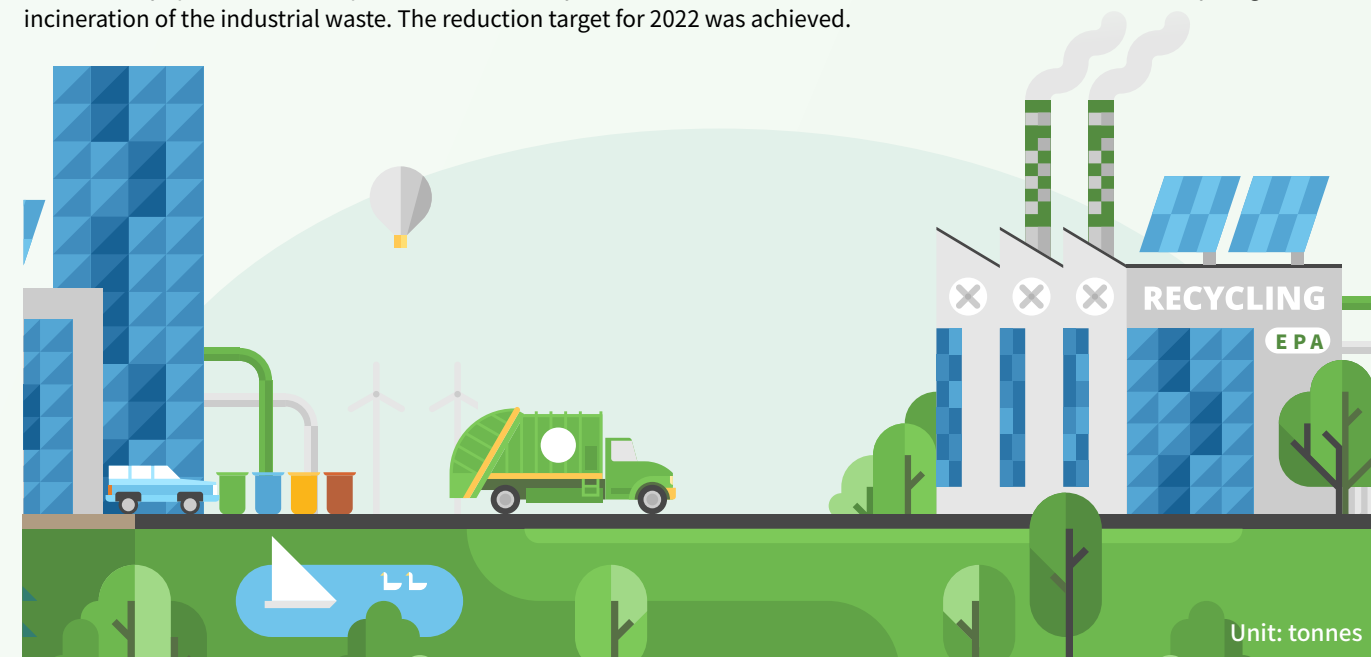 incineration of the industrial waste. The reduction target for 2022 was achieved.
RECYCLING
EPA
Unit: tonnes